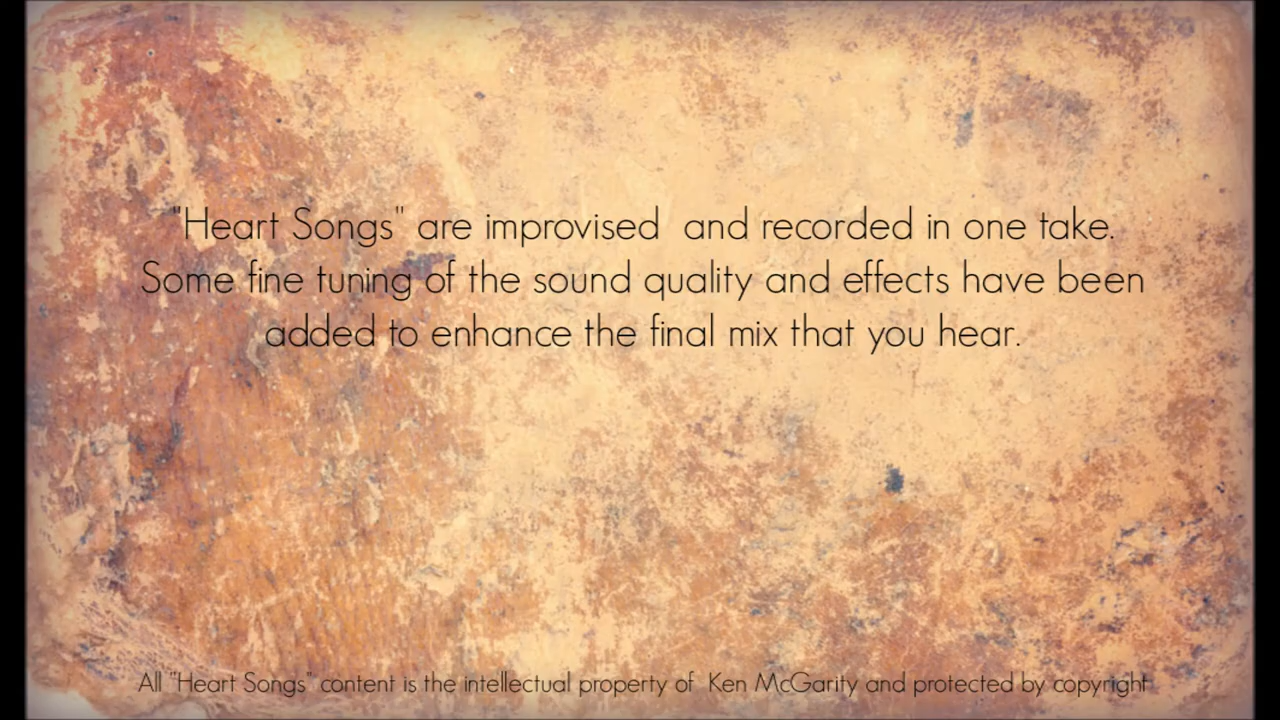 "Heart Songs" are improvised  and recorded in one take.
Some fine tuning of the sound quality and effects have been
added to enhance the final mix that you hear.
All "Heart Songs" content is the intellectual property of  Ken McGarity and protected by copyright